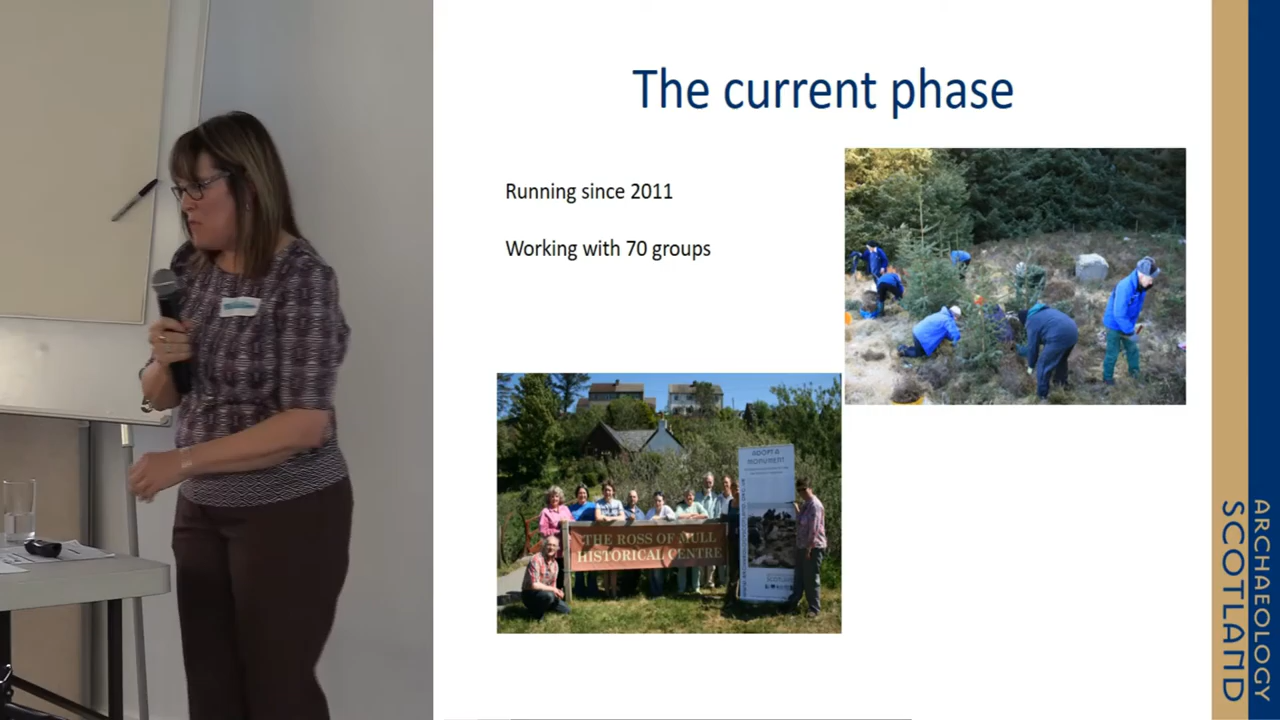 The current phase
Running since 2011
Working with 70 groups
ADOPT A
MONUMENT
THE ROSS OF MULL
HISTORICAL CENTRE
ARCHAEOLOGY
SCOTLAND